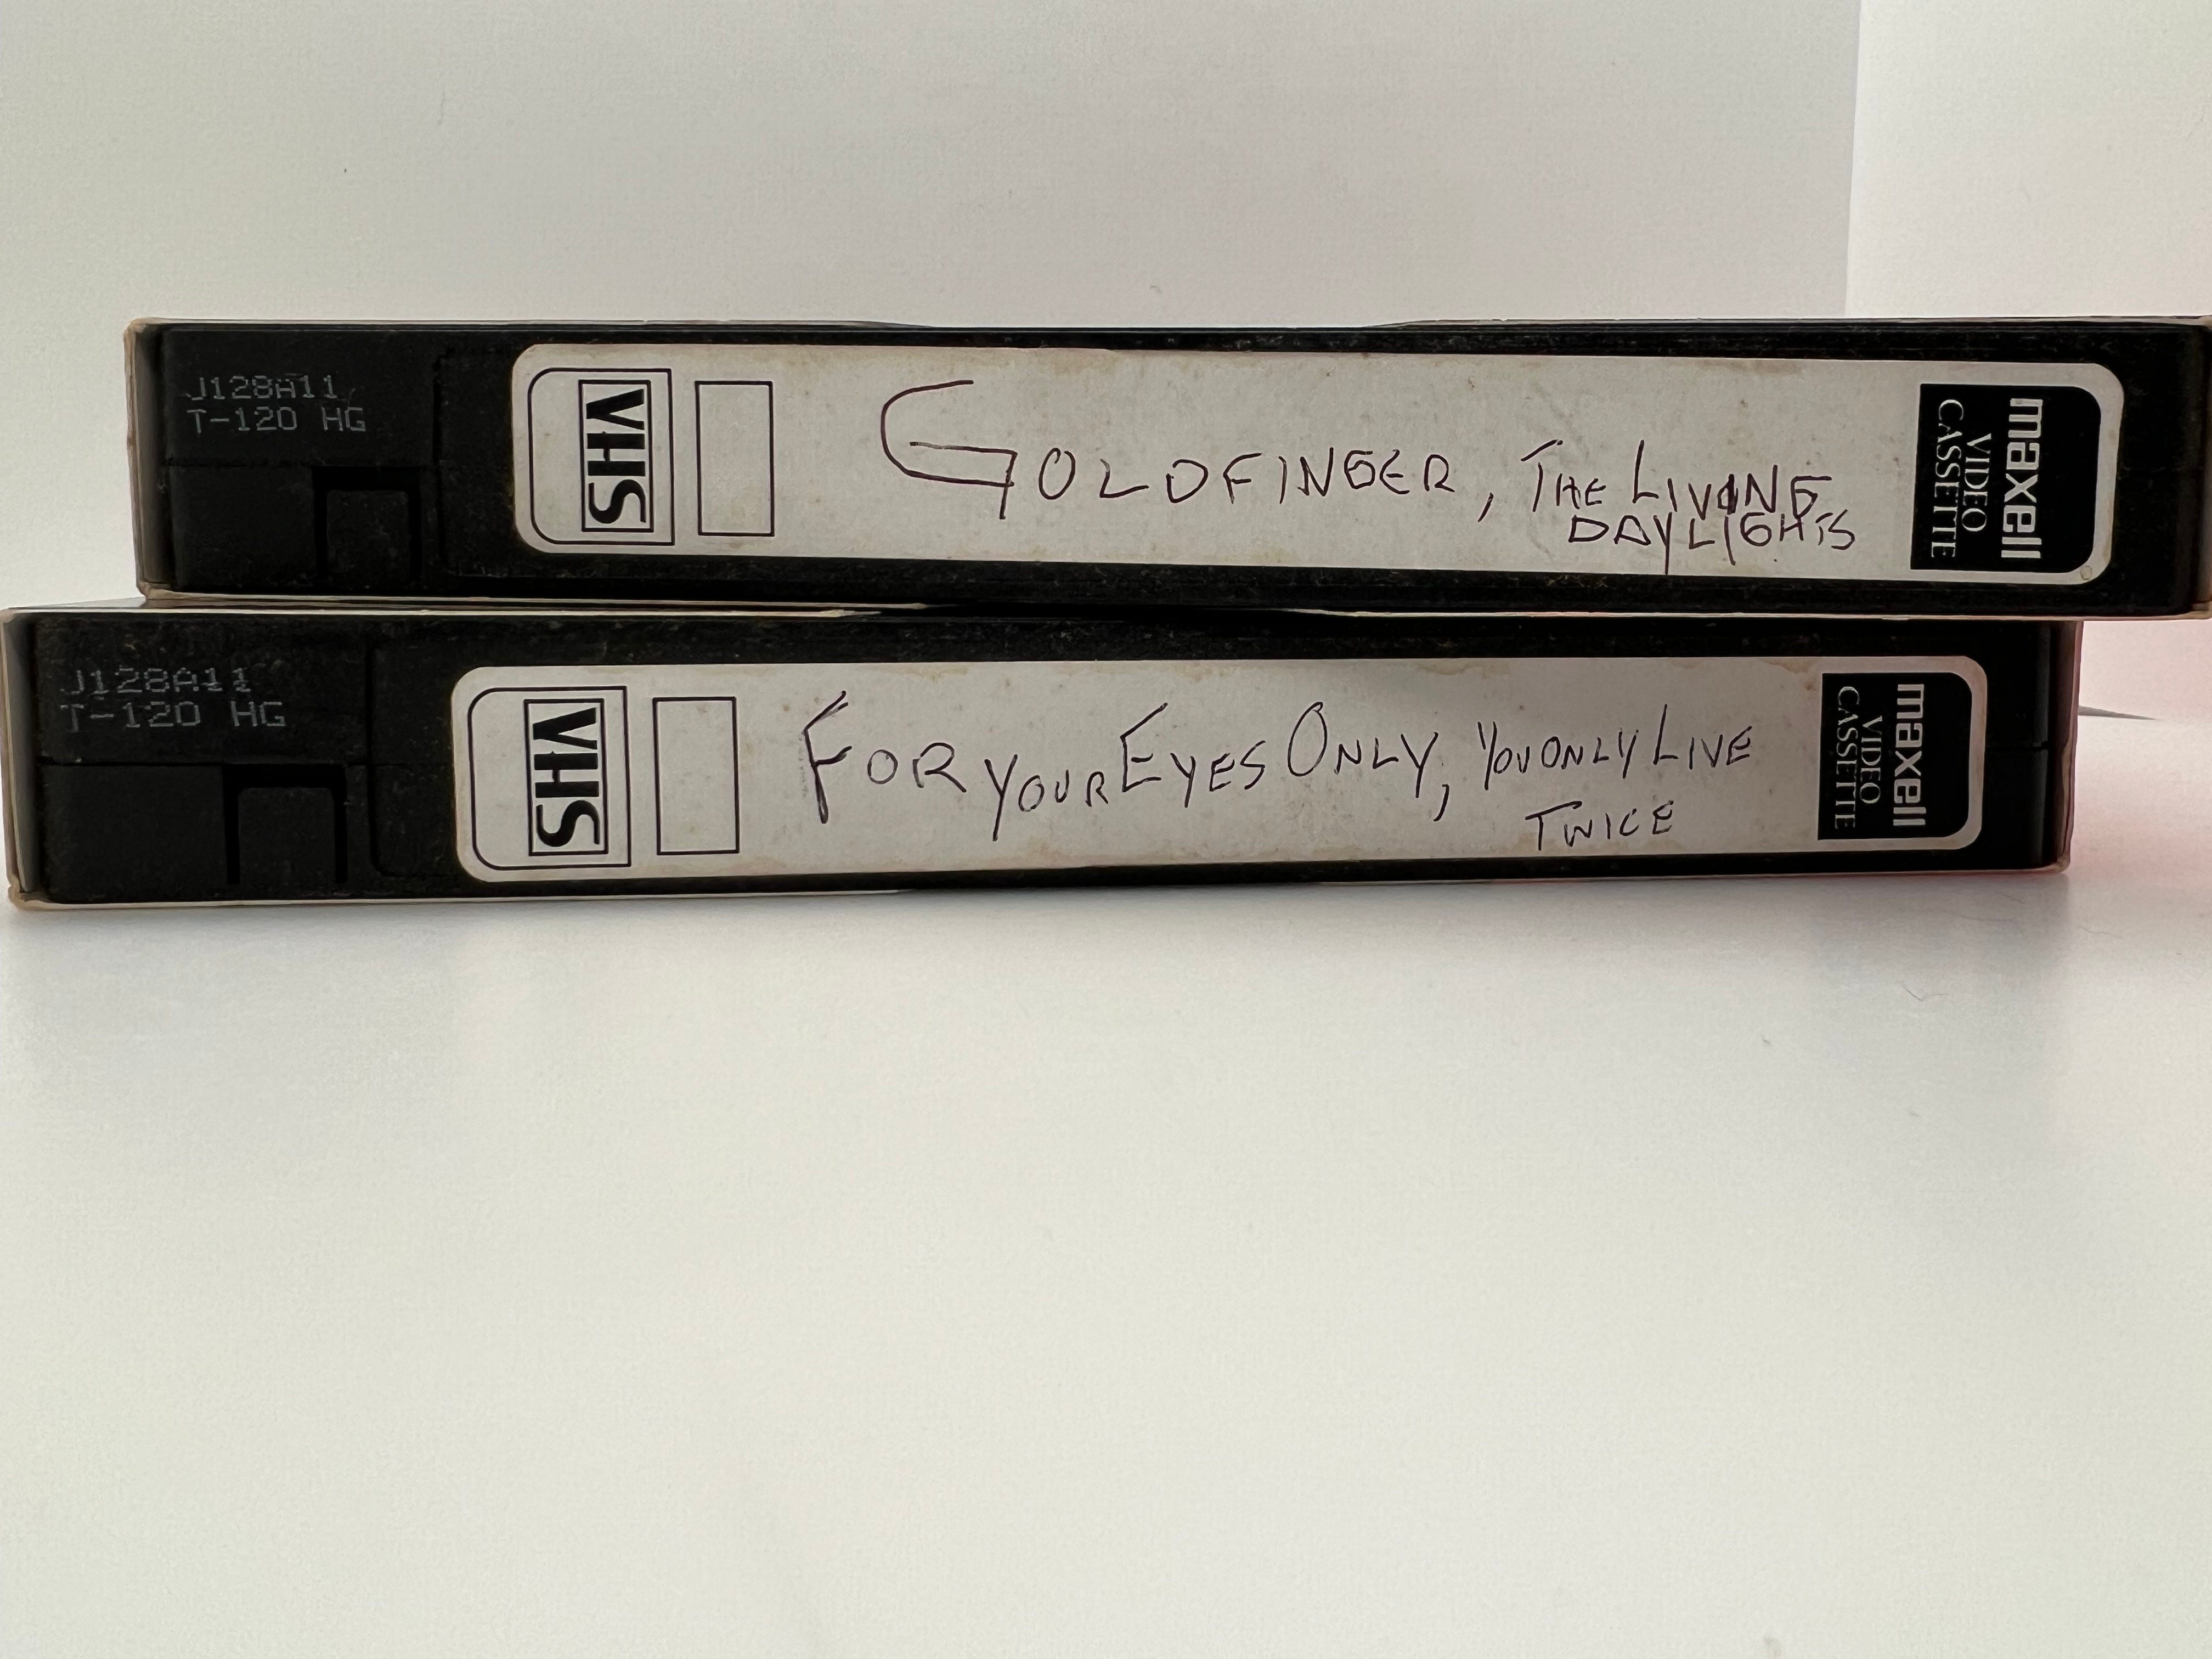 J128A11
T-120 HG
VHS
GOLDFINGER, THE LIVING
DAYLIGHTS
maxell
VIDEO
CASSETTE
J128A11
T-120 HG
VHS
FOR YOUR EYES ONLY, YOU ONLY LIVE
TWICE
maxell
VIDEO
CASSETTE